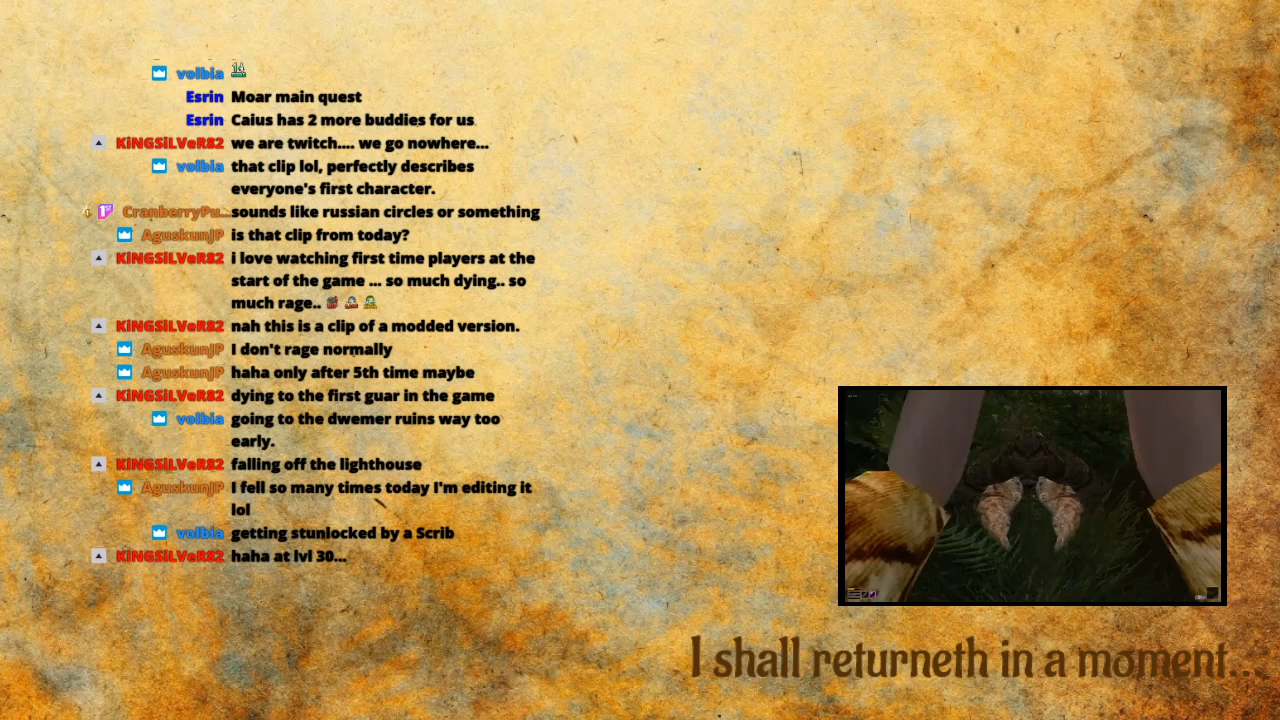 volbia
Esrin Moar main quest
Esrin Caius has 2 more buddies for us
KiNGSiLVeR82 we are twitch.... we go nowhere...
volbia that clip lol, perfectly describes
everyone's first character.
CranberryPu... sounds like russian circles or something
AguskunJP is that clip from today?
KiNGSiLVeR82 i love watching first time players at the
start of the game ... so much dying.. so
much rage..
KiNGSiLVeR82 nah this is a clip of a modded version.
AguskunJP I don't rage normally
AguskunJP haha only after 5th time maybe
KiNGSiLVeR82 dying to the first guar in the game
volbia going to the dwemer ruins way too
early.
KiNGSiLVeR82 falling off the lighthouse
AguskunJP I fell so many times today I'm editing it
lol
volbia getting stunlocked by a Scrib
KiNGSiLVeR82 haha at lvl 30...
I shall returneth in a moment...